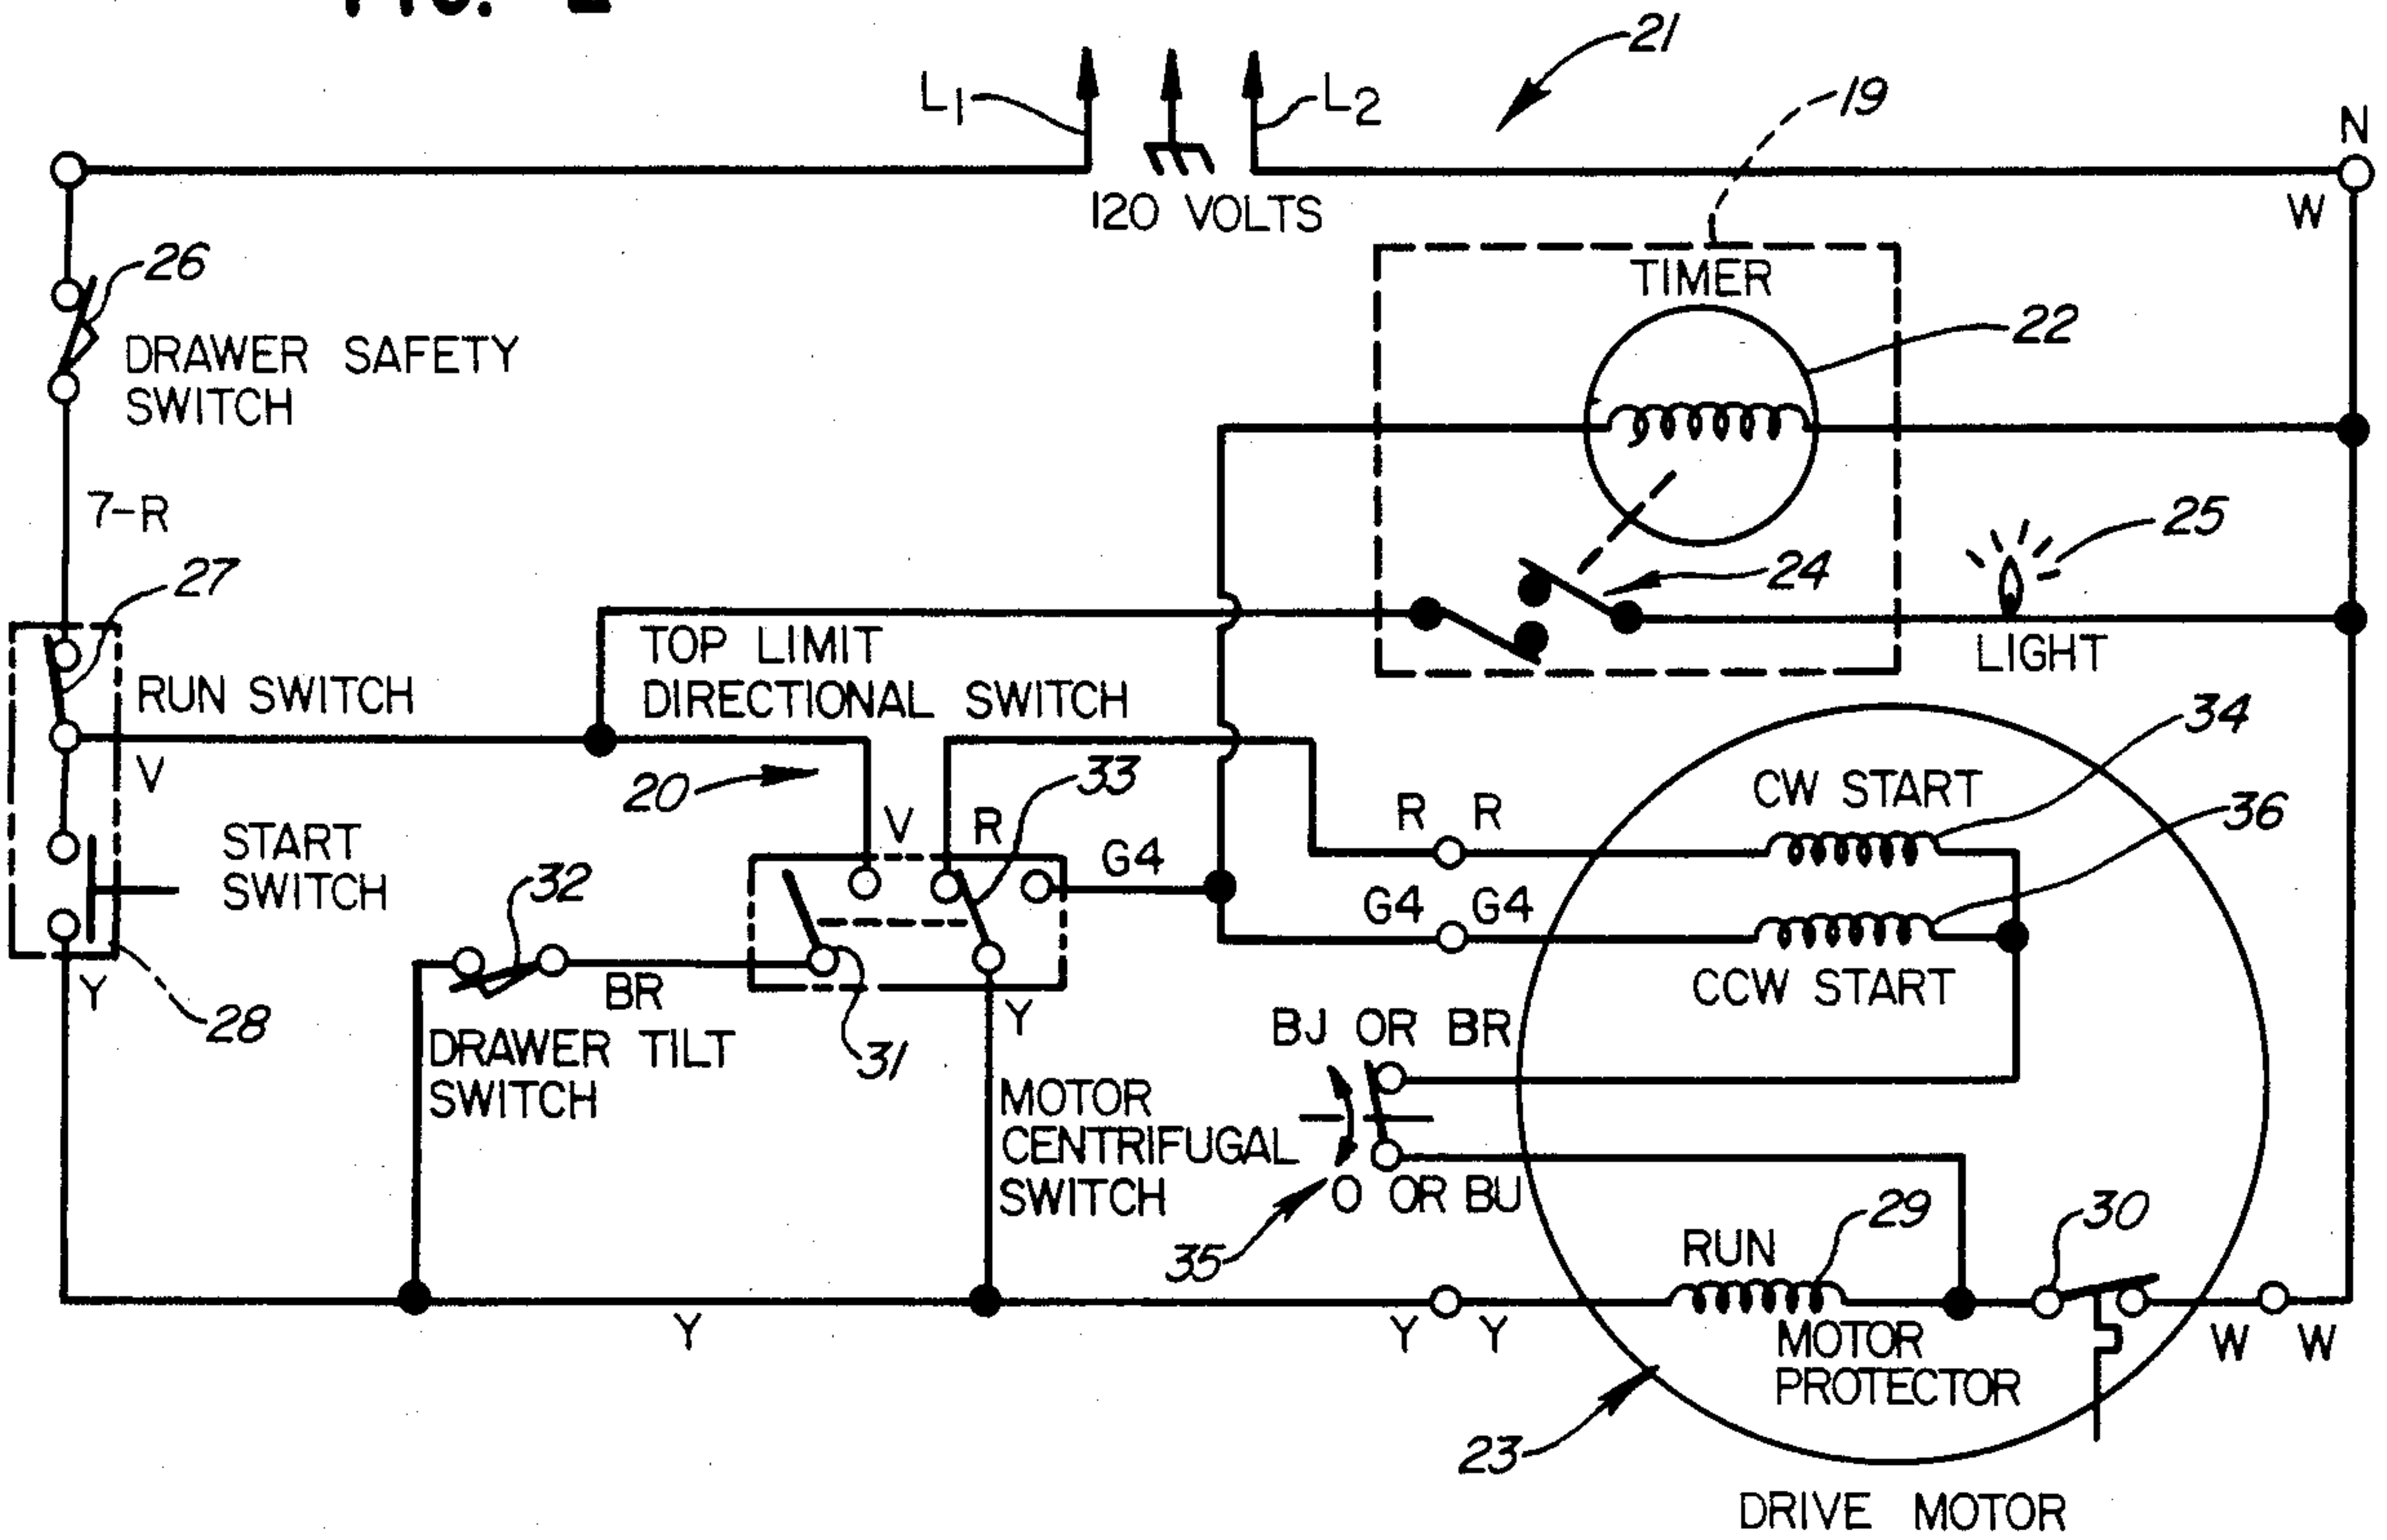 FIG. 2
L1
L2
21
19
N
120 VOLTS
W
26
TIMER
22
DRAWER SAFETY
SWITCH
7-R
25
27
24
TOP LIMIT
LIGHT
RUN SWITCH
DIRECTIONAL SWITCH
34
V
20
33
CW START
V
R
R
R
36
START
SWITCH
32
G4
G4
G4
CCW START
Y
BR
Y
28
31
BJ OR BR
DRAWER TILT
SWITCH
MOTOR
CENTRIFUGAL
SWITCH
O OR BU
29
30
35
RUN
Y
Y
Y
MOTOR
PROTECTOR
W
W
23
DRIVE MOTOR